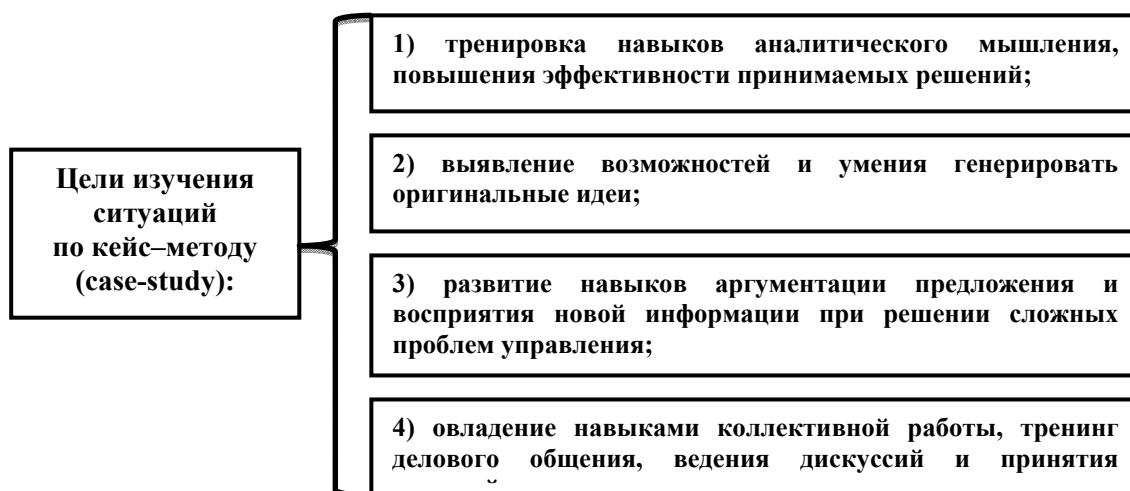 Цели изучения
ситуаций
по кейс–методу
(case-study):
1) тренировка навыков аналитического мышления,
повышения эффективности принимаемых решений;
2) выявление возможностей и умения генерировать
оригинальные идеи;
3) развитие навыков аргументации предложения и
восприятия новой информации при решении сложных
проблем управления;
4) овладение навыками коллективной работы, тренинг
делового общения, ведения дискуссий и принятия